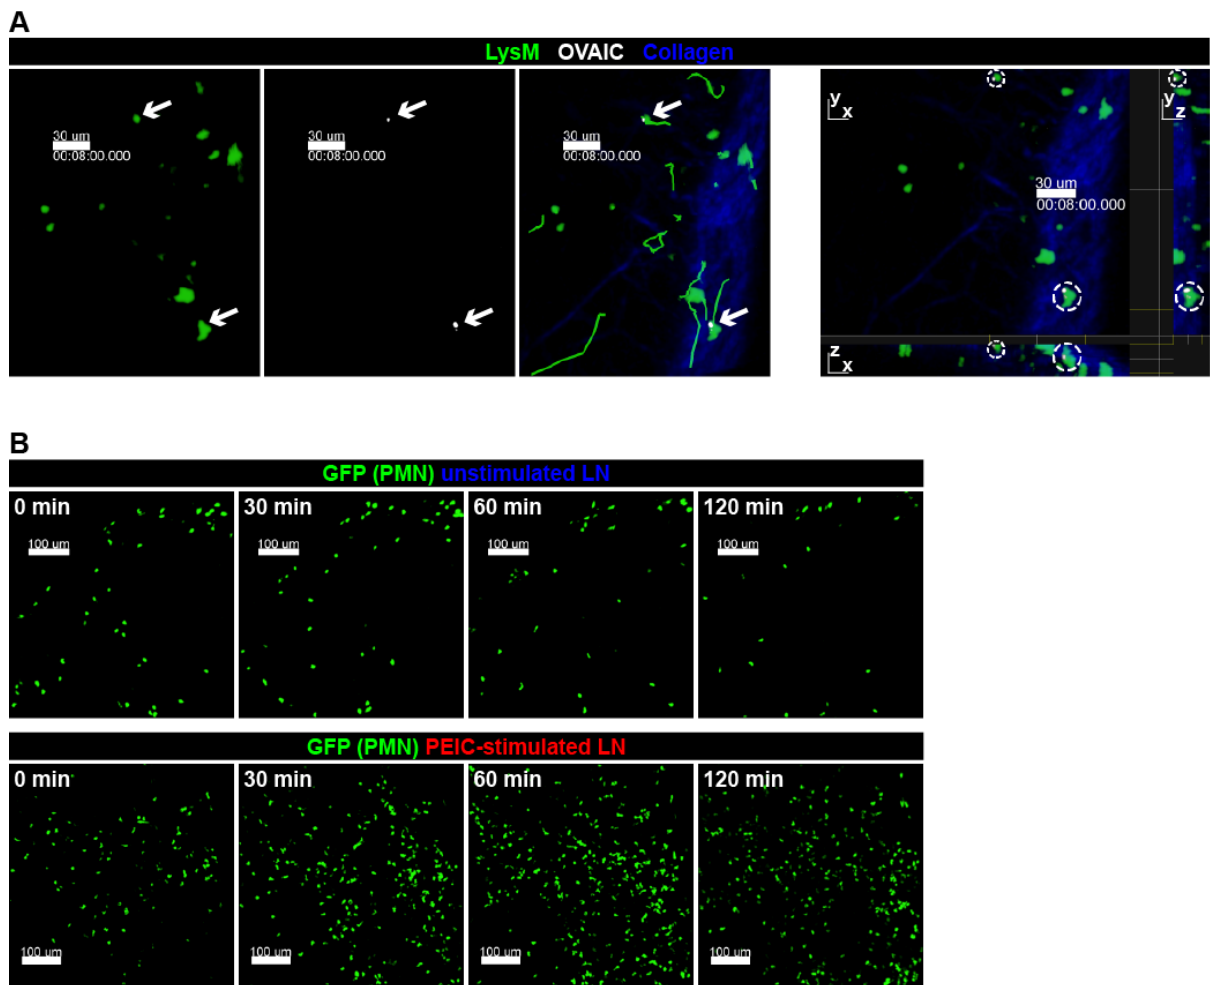 A
LysM OVAIC Collagen
30 um
00:08:00.000
30 um
00:08:00.000
30 um
00:08:00.000
y
x
y
z
30 um
00:08:00.000
z
x
B
GFP (PMN) unstimulated LN
0 min
30 min
60 min
120 min
100 um
100 um
100 um
100 um
GFP (PMN) PEIC-stimulated LN
0 min
30 min
60 min
120 min
100 um
100 um
100 um
100 um